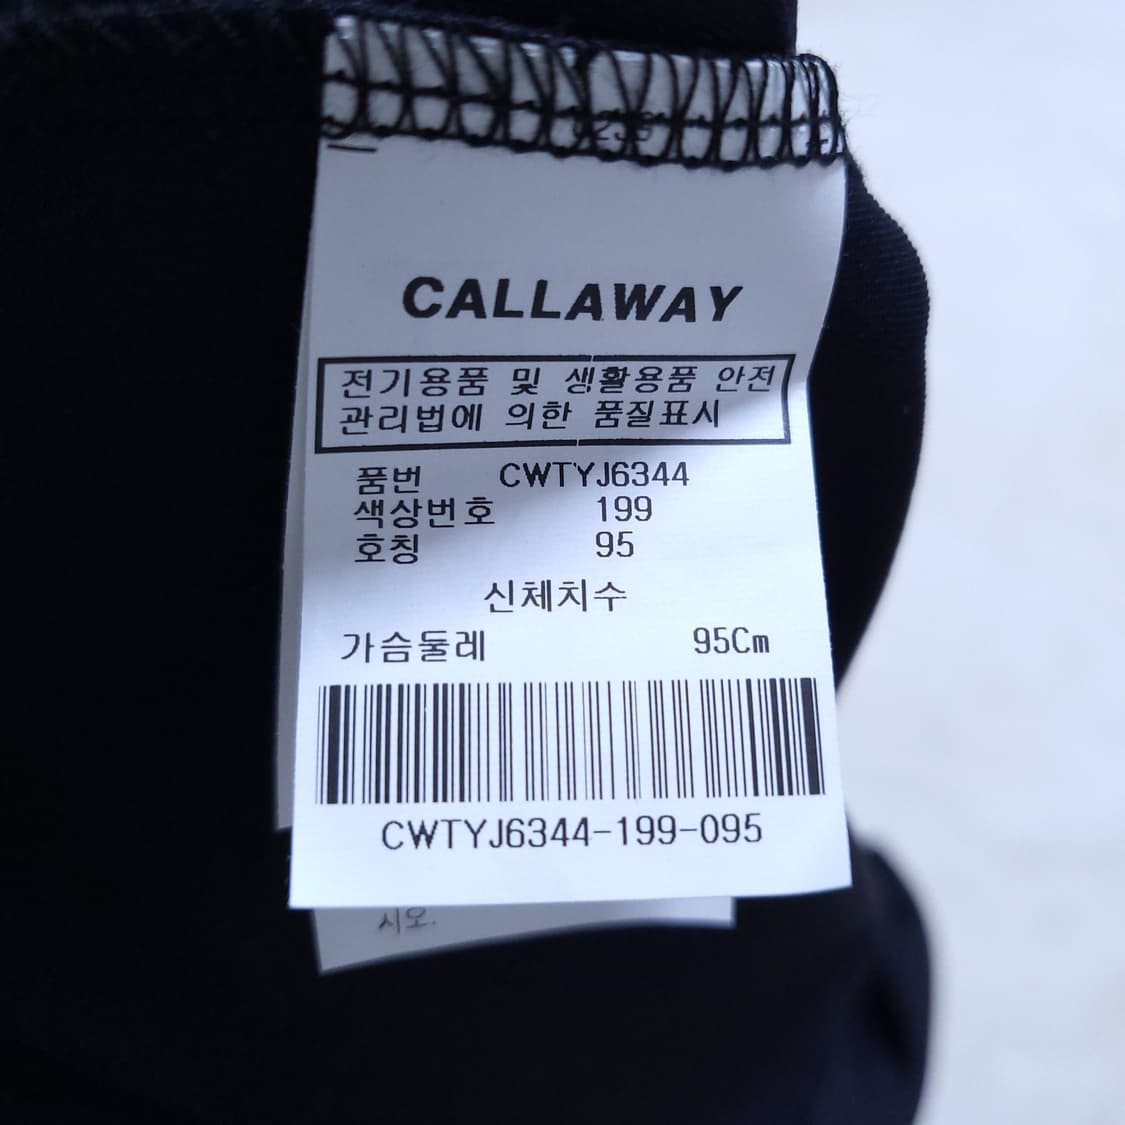 CALLAWAY
전기용품 및 생활용품 안전
관리법에 의한 품질표시
품번 CWTYJ6344
색상번호 199
호칭 95
신체치수
가슴둘레 95Cm
CWTYJ6344-199-095
시오.